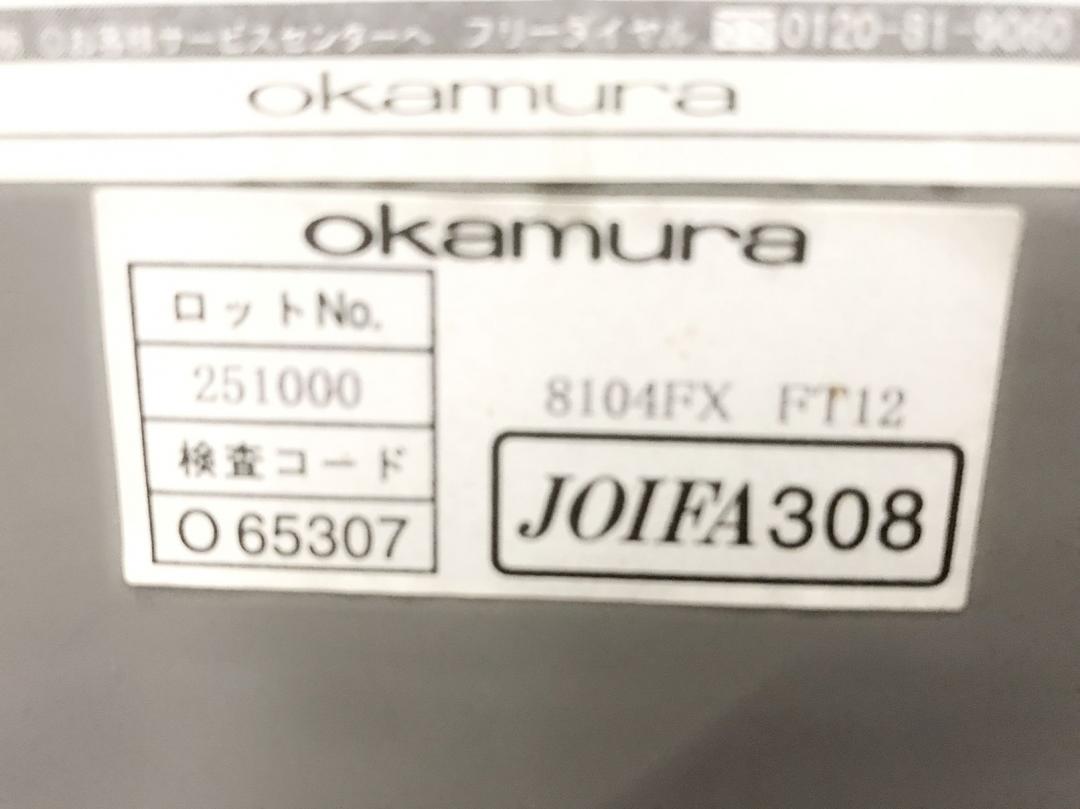 お客様サービスセンターへ フリーダイヤル 0120-81-9060
okamura
okamura
ロットNo.
251000
検査コード
O 65307
8104FX FT12
JOIFA308